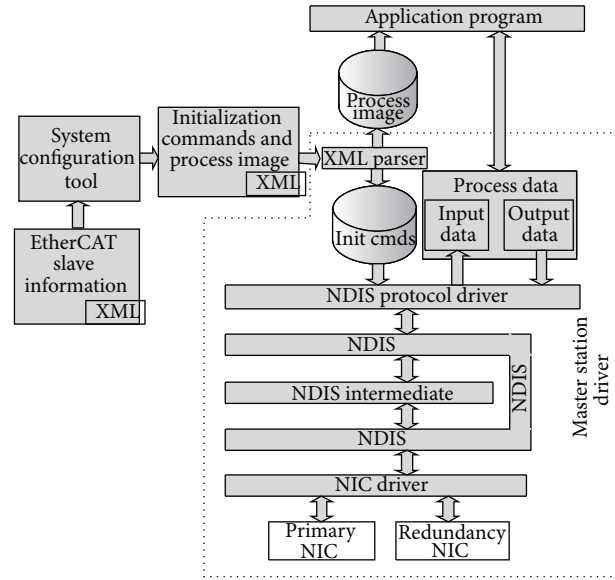 Application program
Process
image
Initialization
commands and
process image
XML
System
configuration
tool
XML parser
Process data
Input
data
Output
data
Init cmds
EtherCAT
slave
information
XML
NDIS protocol driver
NDIS
NDIS
NDIS intermediate
NDIS
Master station
driver
NIC driver
Primary
NIC
Redundancy
NIC